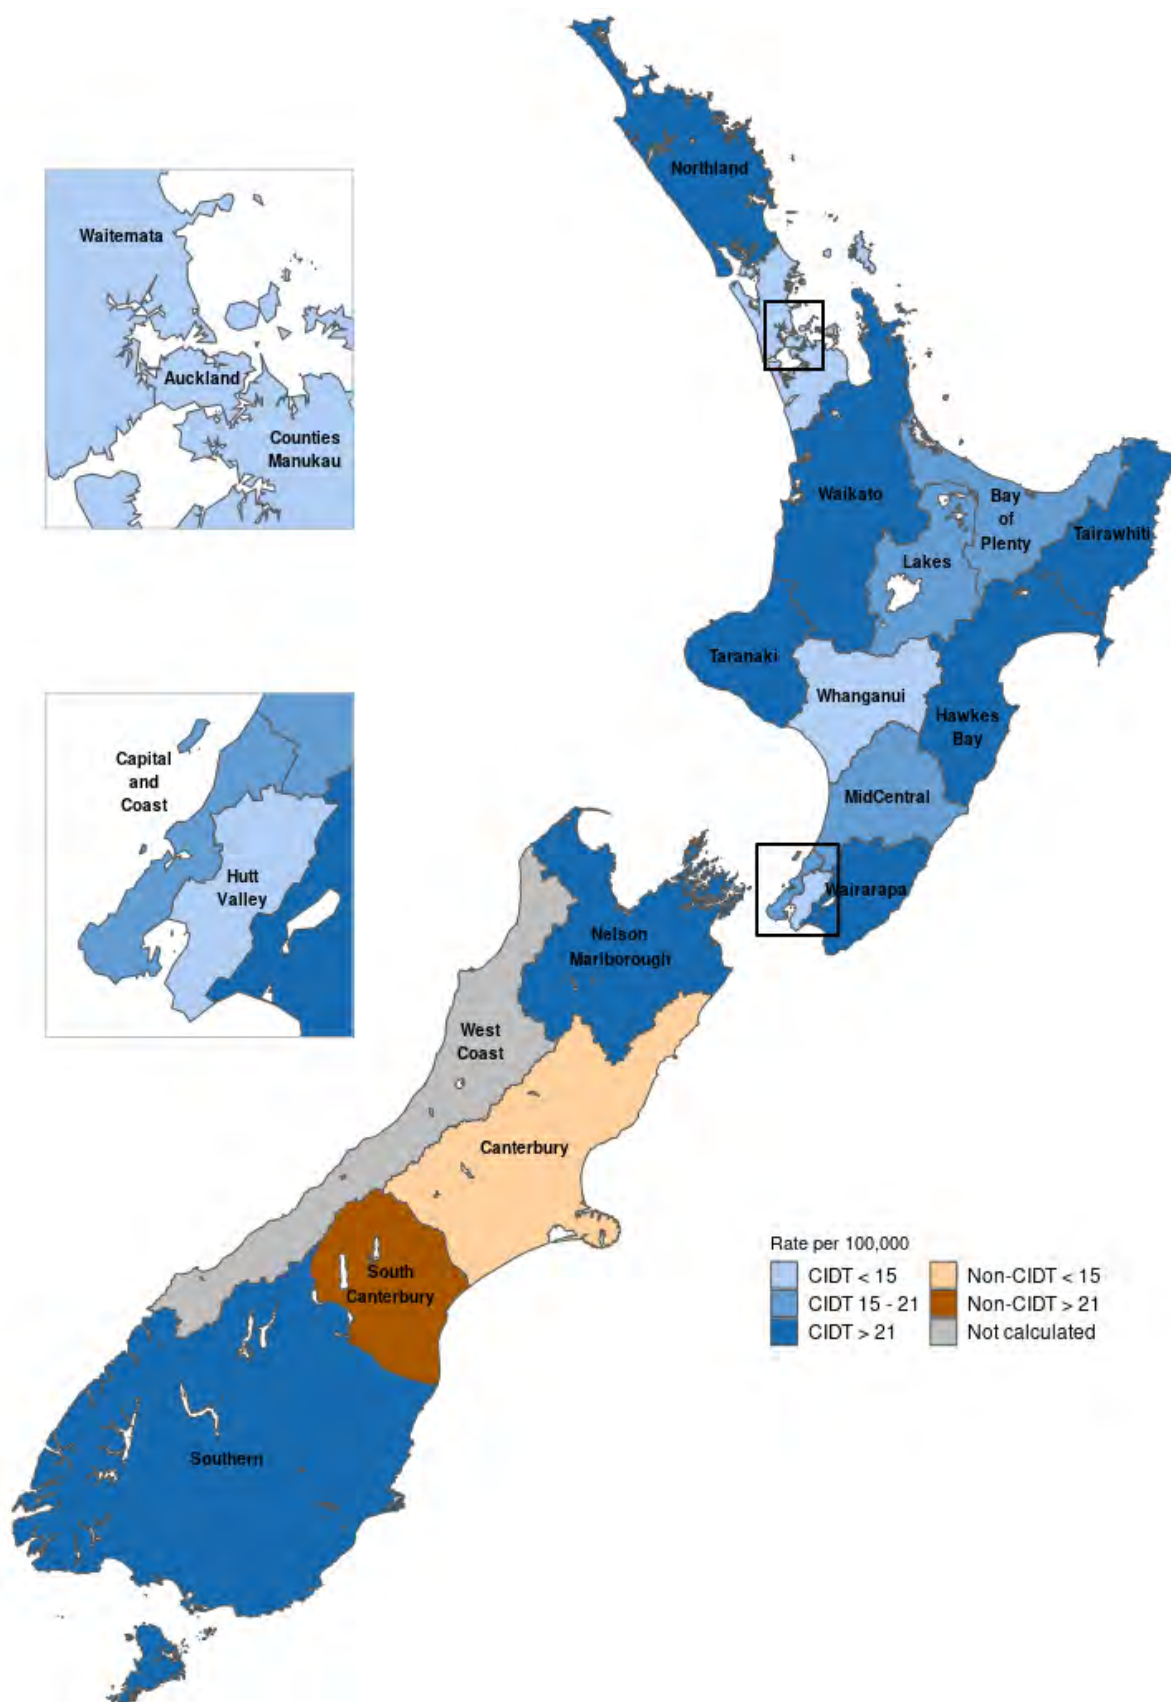 Northland
Waitemata
Auckland
Counties
Manukau
Waikato
Bay
of
Plenty
Tairawhiti
Lakes
Taranaki
Whanganui
Hawkes
Bay
Capital
and
Coast
MidCentral
Hutt
Valley
Wairarapa
Nelson
Marlborough
West
Coast
Canterbury
South
Canterbury
Southern
Rate per 100,000
CIDT < 15
CIDT 15 - 21
CIDT > 21
Non-CIDT < 15
Non-CIDT > 21
Not calculated